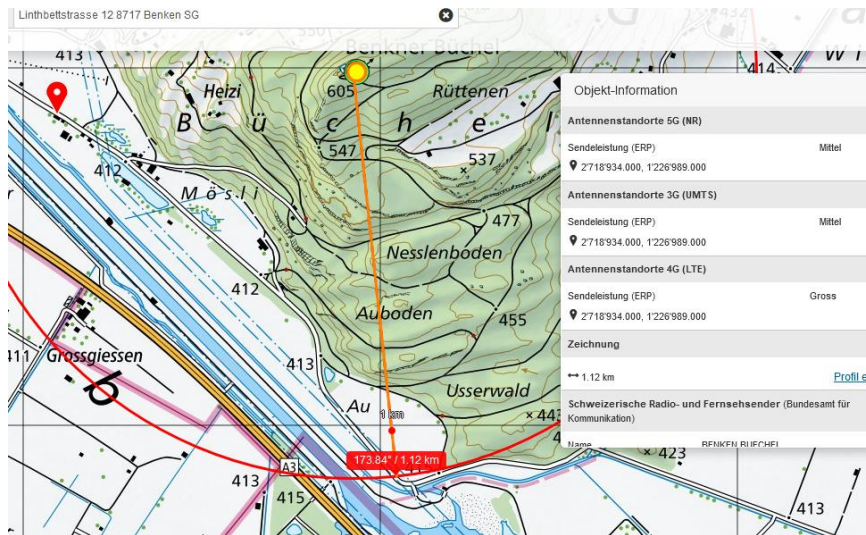 Linthbettstrasse 12 8717 Benken SG
Benkner Büchel
413
414
Heizi
605
Rüttenen
Büchel
547
537
412
Mösli
477
Nesslenboden
412
Auboden
455
411
Grossgiessen
413
Usserwald
b
Au
1 km
443
173.84° / 1.12 km
A3
423
413
415
413
Objekt-Information
Antennenstandorte 5G (NR)
Sendeleistung (ERP) Mittel
2'718'934.000, 1'226'989.000
Antennenstandorte 3G (UMTS)
Sendeleistung (ERP) Mittel
2'718'934.000, 1'226'989.000
Antennenstandorte 4G (LTE)
Sendeleistung (ERP) Gross
2'718'934.000, 1'226'989.000
Zeichnung
1.12 km Profil e
Schweizerische Radio- und Fernsehsender (Bundesamt für
Kommunikation)
Name BENKEN BUECHEL